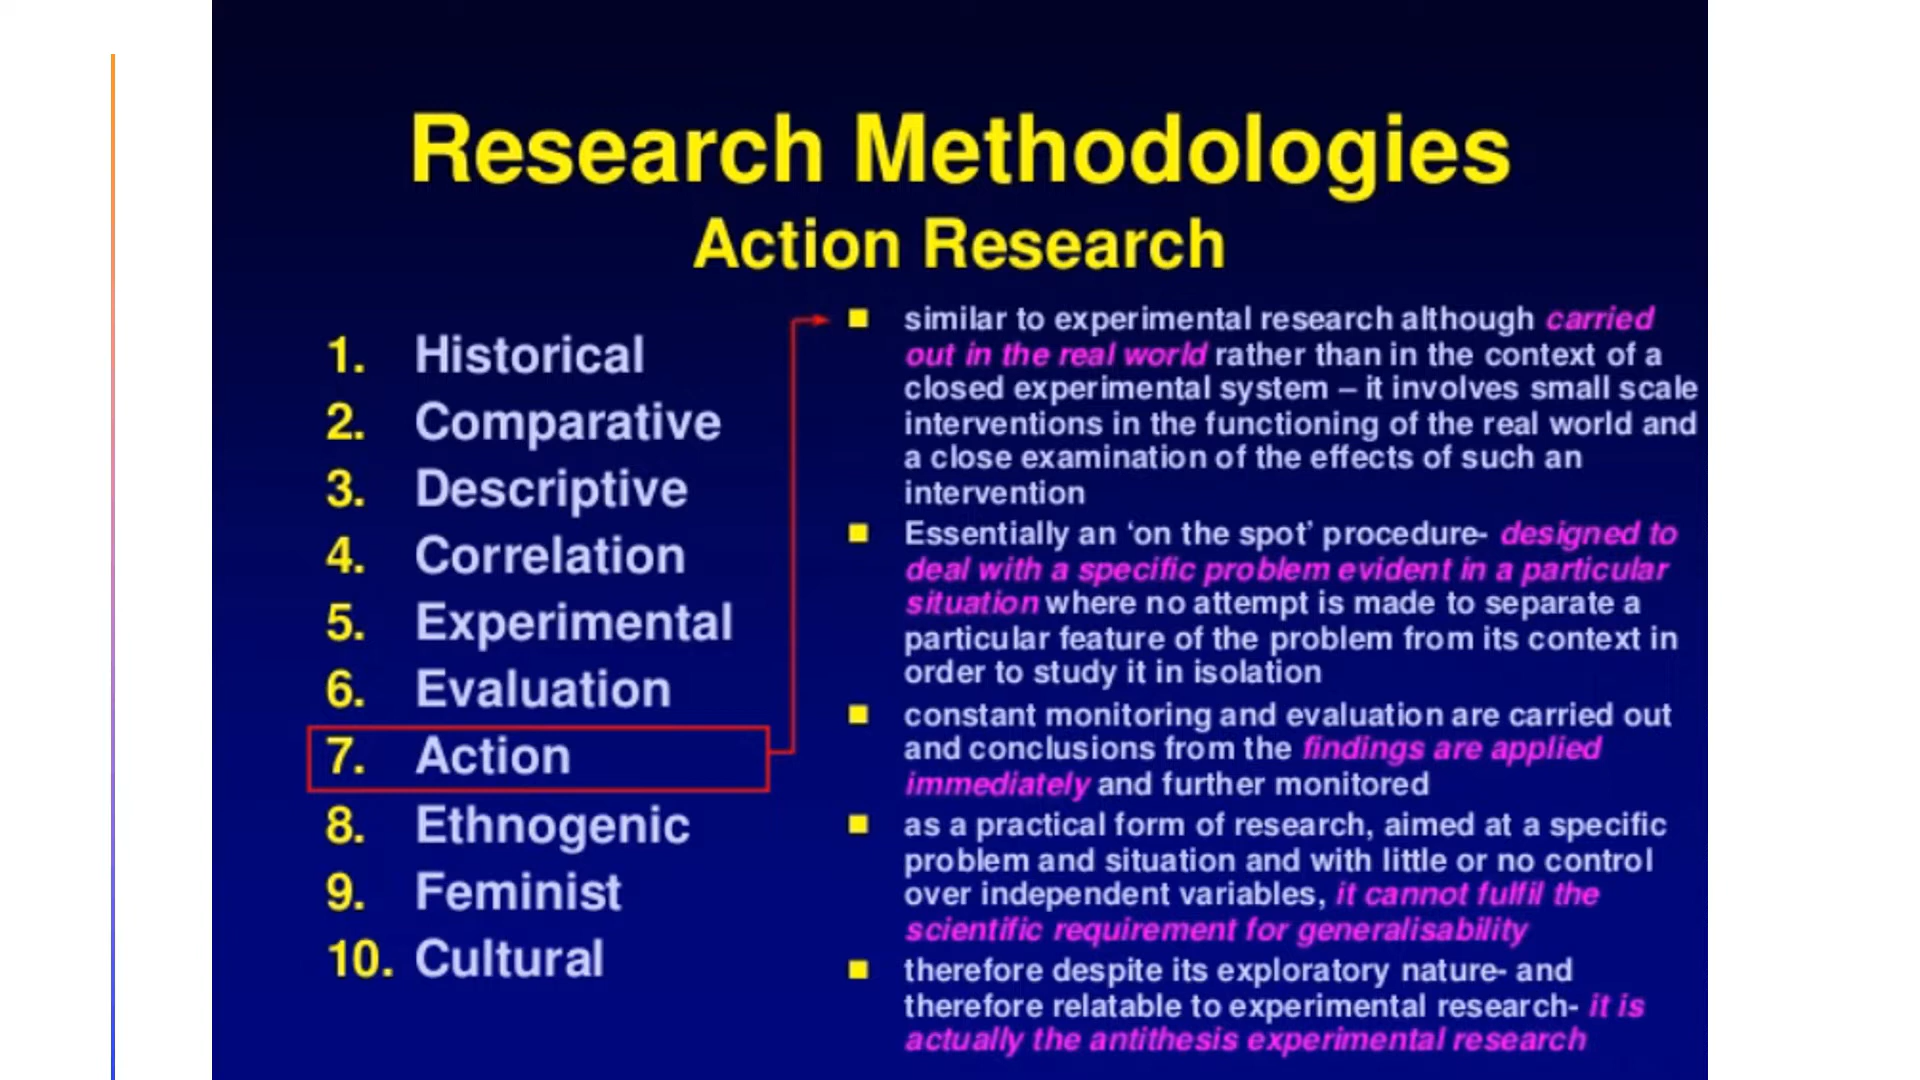 Research Methodologies
Action Research
1. Historical
2. Comparative
3. Descriptive
4. Correlation
5. Experimental
6. Evaluation
7. Action
8. Ethnogenic
9. Feminist
10. Cultural
similar to experimental research although carried
out in the real world rather than in the context of a
closed experimental system – it involves small scale
interventions in the functioning of the real world and
a close examination of the effects of such an
intervention
Essentially an ‘on the spot’ procedure- designed to
deal with a specific problem evident in a particular
situation where no attempt is made to separate a
particular feature of the problem from its context in
order to study it in isolation
constant monitoring and evaluation are carried out
and conclusions from the findings are applied
immediately and further monitored
as a practical form of research, aimed at a specific
problem and situation and with little or no control
over independent variables, it cannot fulfil the
scientific requirement for generalisability
therefore despite its exploratory nature- and
therefore relatable to experimental research- it is
actually the antithesis experimental research